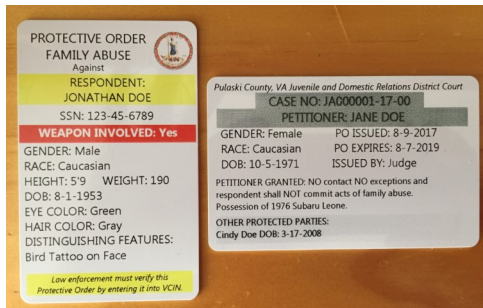 PROTECTIVE ORDER
FAMILY ABUSE
Against
RESPONDENT:
JONATHAN DOE
SSN: 123-45-6789
WEAPON INVOLVED: Yes
GENDER: Male
RACE: Caucasian
HEIGHT: 5'9 WEIGHT: 190
DOB: 8-1-1953
EYE COLOR: Green
HAIR COLOR: Gray
DISTINGUISHING FEATURES:
Bird Tattoo on Face
Law enforcement must verify this
Protective Order by entering it into VCIN.
Pulaski County, VA Juvenile and Domestic Relations District Court
CASE NO: JA000001-17-00
PETITIONER: JANE DOE
GENDER: Female PO ISSUED: 8-9-2017
RACE: Caucasian PO EXPIRES: 8-7-2019
DOB: 10-5-1971 ISSUED BY: Judge
PETITIONER GRANTED: NO contact NO exceptions and
respondent shall NOT commit acts of family abuse.
Possession of 1976 Subaru Leone.
OTHER PROTECTED PARTIES:
Cindy Doe DOB: 3-17-2008